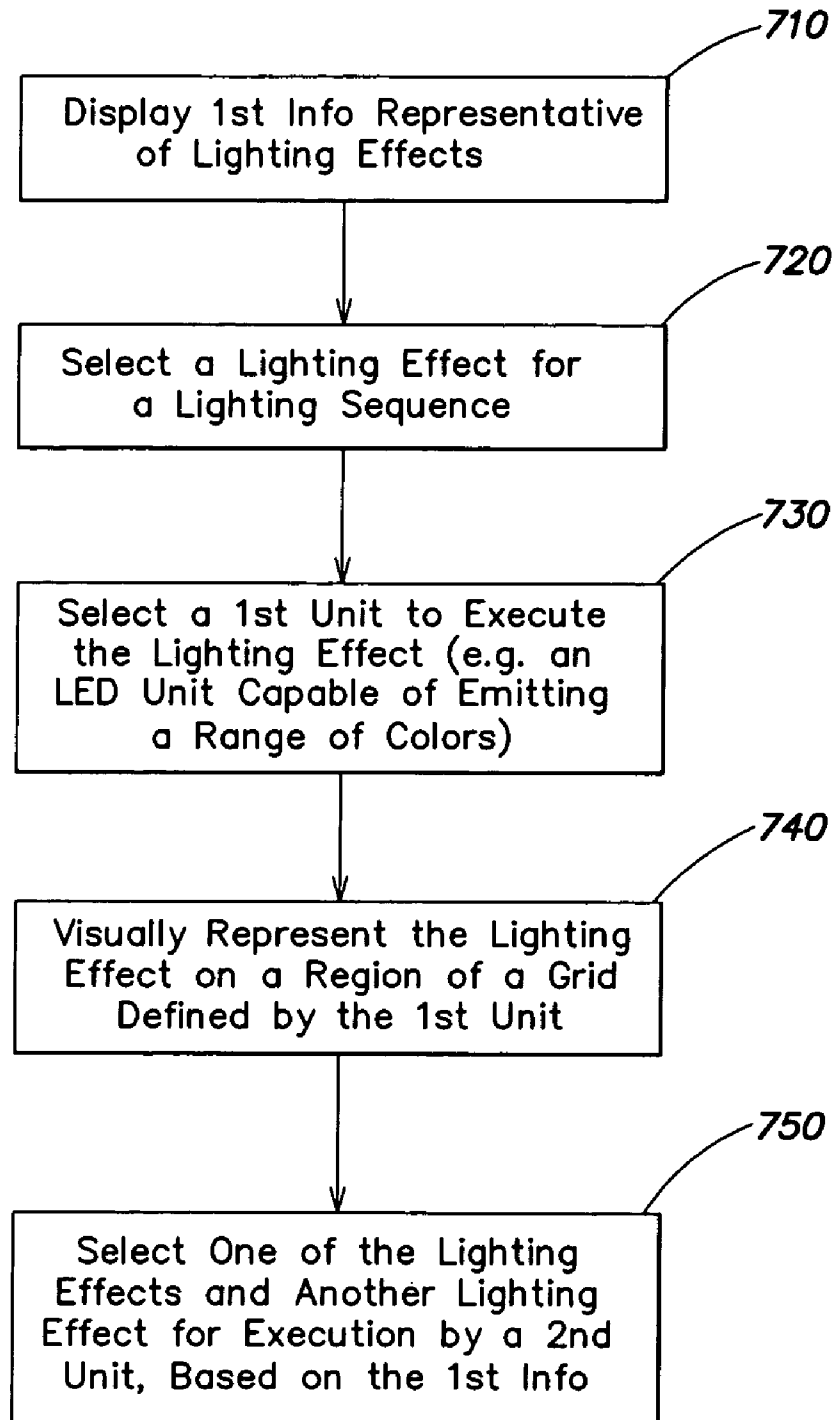 710
Display 1st Info Representative
of Lighting Effects
720
Select a Lighting Effect for
a Lighting Sequence
730
Select a 1st Unit to Execute
the Lighting Effect (e.g. an
LED Unit Capable of Emitting
a Range of Colors)
740
Visually Represent the Lighting
Effect on a Region of a Grid
Defined by the 1st Unit
750
Select One of the Lighting
Effects and Another Lighting
Effect for Execution by a 2nd
Unit, Based on the 1st Info